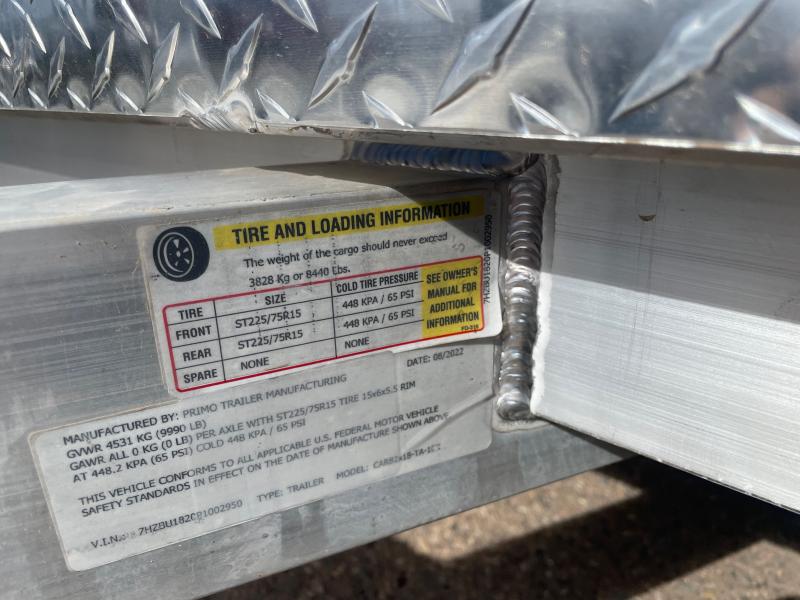 TIRE AND LOADING INFORMATION
The weight of the cargo should never exceed
3828 Kg or 8440 Lbs.
TIRE SIZE COLD TIRE PRESSURE
FRONT ST225/75R15 448 KPA / 65 PSI
REAR ST225/75R15 448 KPA / 65 PSI
SPARE NONE NONE
SEE OWNER'S
MANUAL FOR
ADDITIONAL
INFORMATION
7HZBU1820P1002950
DATE: 08/2022
MANUFACTURED BY: PRIMO TRAILER MANUFACTURING
GVWR 4531 KG (9990 LB)
GAWR ALL 0 KG (0 LB) PER AXLE WITH ST225/75R15 TIRE 15x6x5.5 RIM
AT 448.2 KPA (65 PSI) COLD 448 KPA / 65 PSI
THIS VEHICLE CONFORMS TO ALL APPLICABLE U.S. FEDERAL MOTOR VEHICLE
SAFETY STANDARDS IN EFFECT ON THE DATE OF MANUFACTURE SHOWN ABOVE
V.I.N.: 7HZBU1820P1002950 TYPE: TRAILER MODEL: